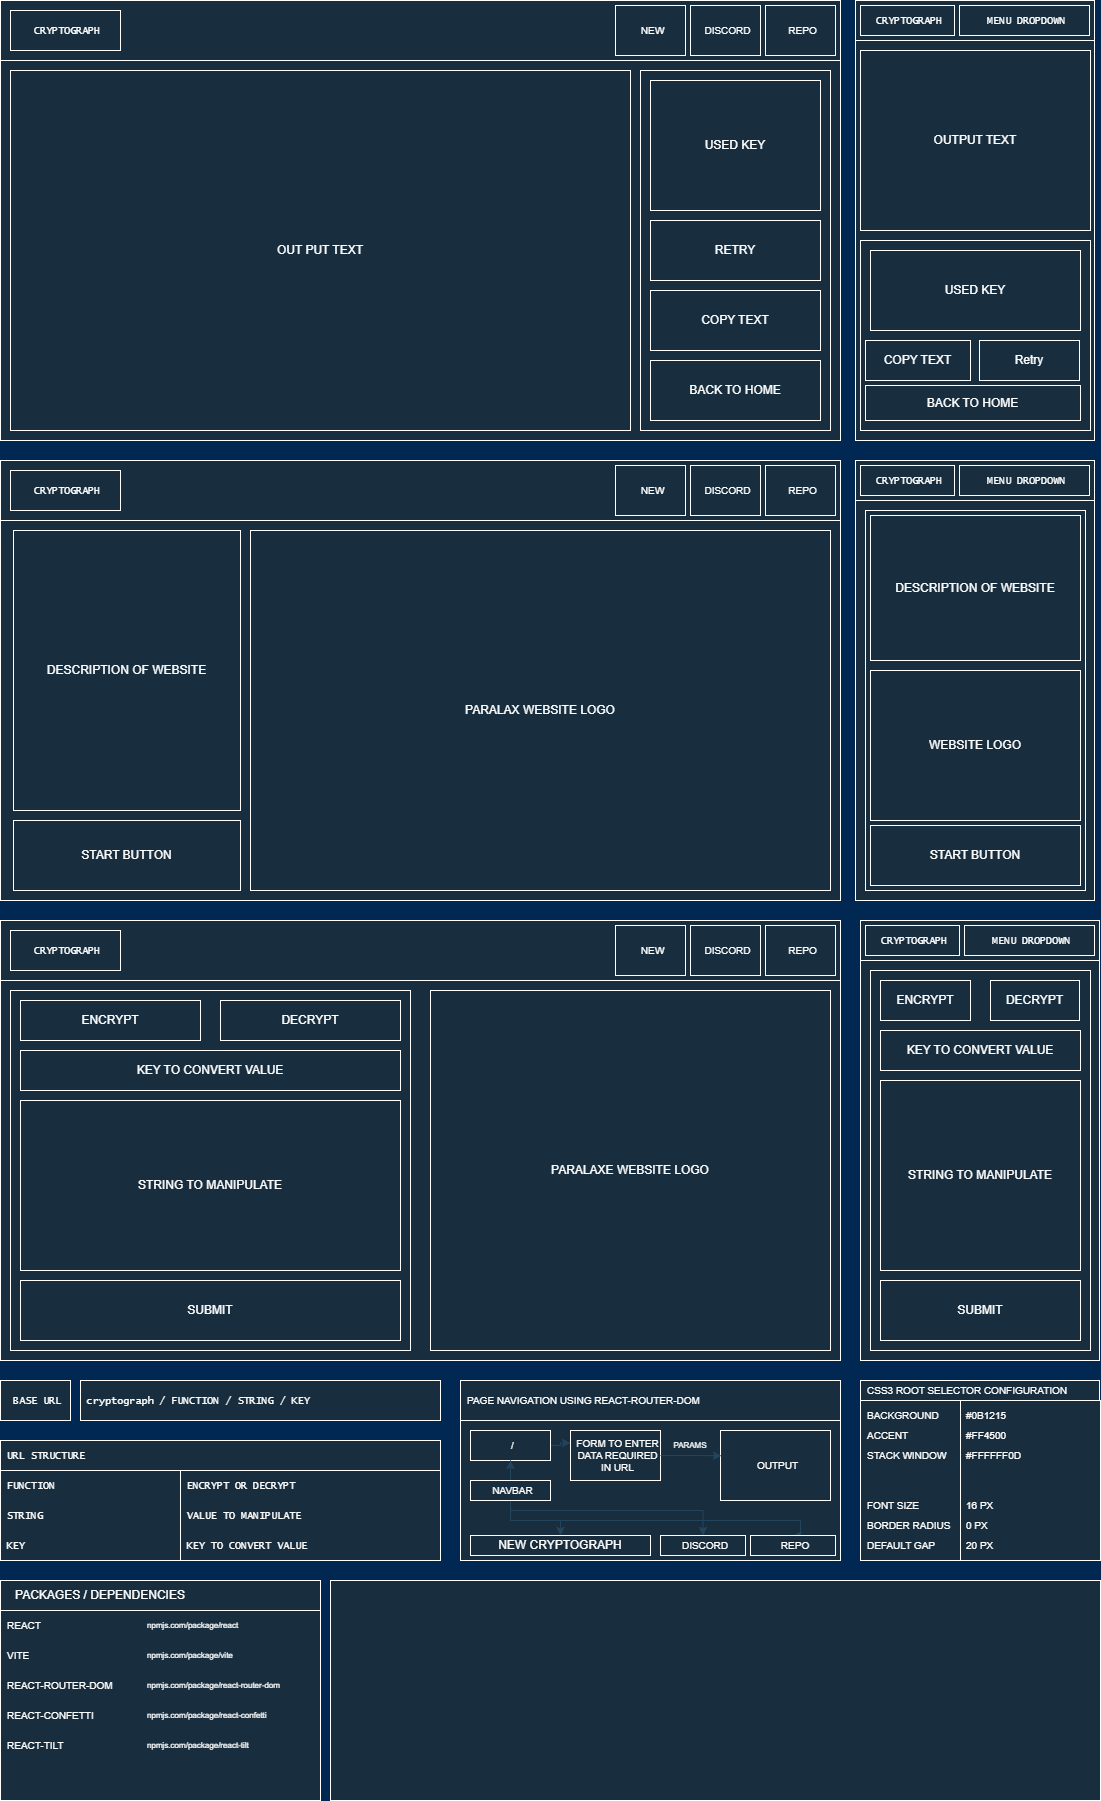 CRYPTOGRAPH
NEW
DISCORD
REPO
OUT PUT TEXT
USED KEY
RETRY
COPY TEXT
BACK TO HOME
CRYPTOGRAPH
MENU DROPDOWN
OUTPUT TEXT
USED KEY
COPY TEXT
Retry
BACK TO HOME
CRYPTOGRAPH
NEW
DISCORD
REPO
DESCRIPTION OF WEBSITE
START BUTTON
PARALAX WEBSITE LOGO
CRYPTOGRAPH
MENU DROPDOWN
DESCRIPTION OF WEBSITE
WEBSITE LOGO
START BUTTON
CRYPTOGRAPH
NEW
DISCORD
REPO
ENCRYPT
DECRYPT
KEY TO CONVERT VALUE
STRING TO MANIPULATE
SUBMIT
PARALAXE WEBSITE LOGO
CRYPTOGRAPH
MENU DROPDOWN
ENCRYPT
DECRYPT
KEY TO CONVERT VALUE
STRING TO MANIPULATE
SUBMIT
BASE URL
cryptograph / FUNCTION / STRING / KEY
URL STRUCTURE
FUNCTION
ENCRYPT OR DECRYPT
STRING
VALUE TO MANIPULATE
KEY
KEY TO CONVERT VALUE
PAGE NAVIGATION USING REACT-ROUTER-DOM
/
FORM TO ENTER
DATA REQUIRED
IN URL
PARAMS
OUTPUT
NAVBAR
NEW CRYPTOGRAPH
DISCORD
REPO
CSS3 ROOT SELECTOR CONFIGURATION
BACKGROUND
#0B1215
ACCENT
#FF4500
STACK WINDOW
#FFFFFF0D
FONT SIZE
16 PX
BORDER RADIUS
0 PX
DEFAULT GAP
20 PX
PACKAGES / DEPENDENCIES
REACT
npmjs.com/package/react
VITE
npmjs.com/package/vite
REACT-ROUTER-DOM
npmjs.com/package/react-router-dom
REACT-CONFETTI
npmjs.com/package/react-confetti
REACT-TILT
npmjs.com/package/react-tilt